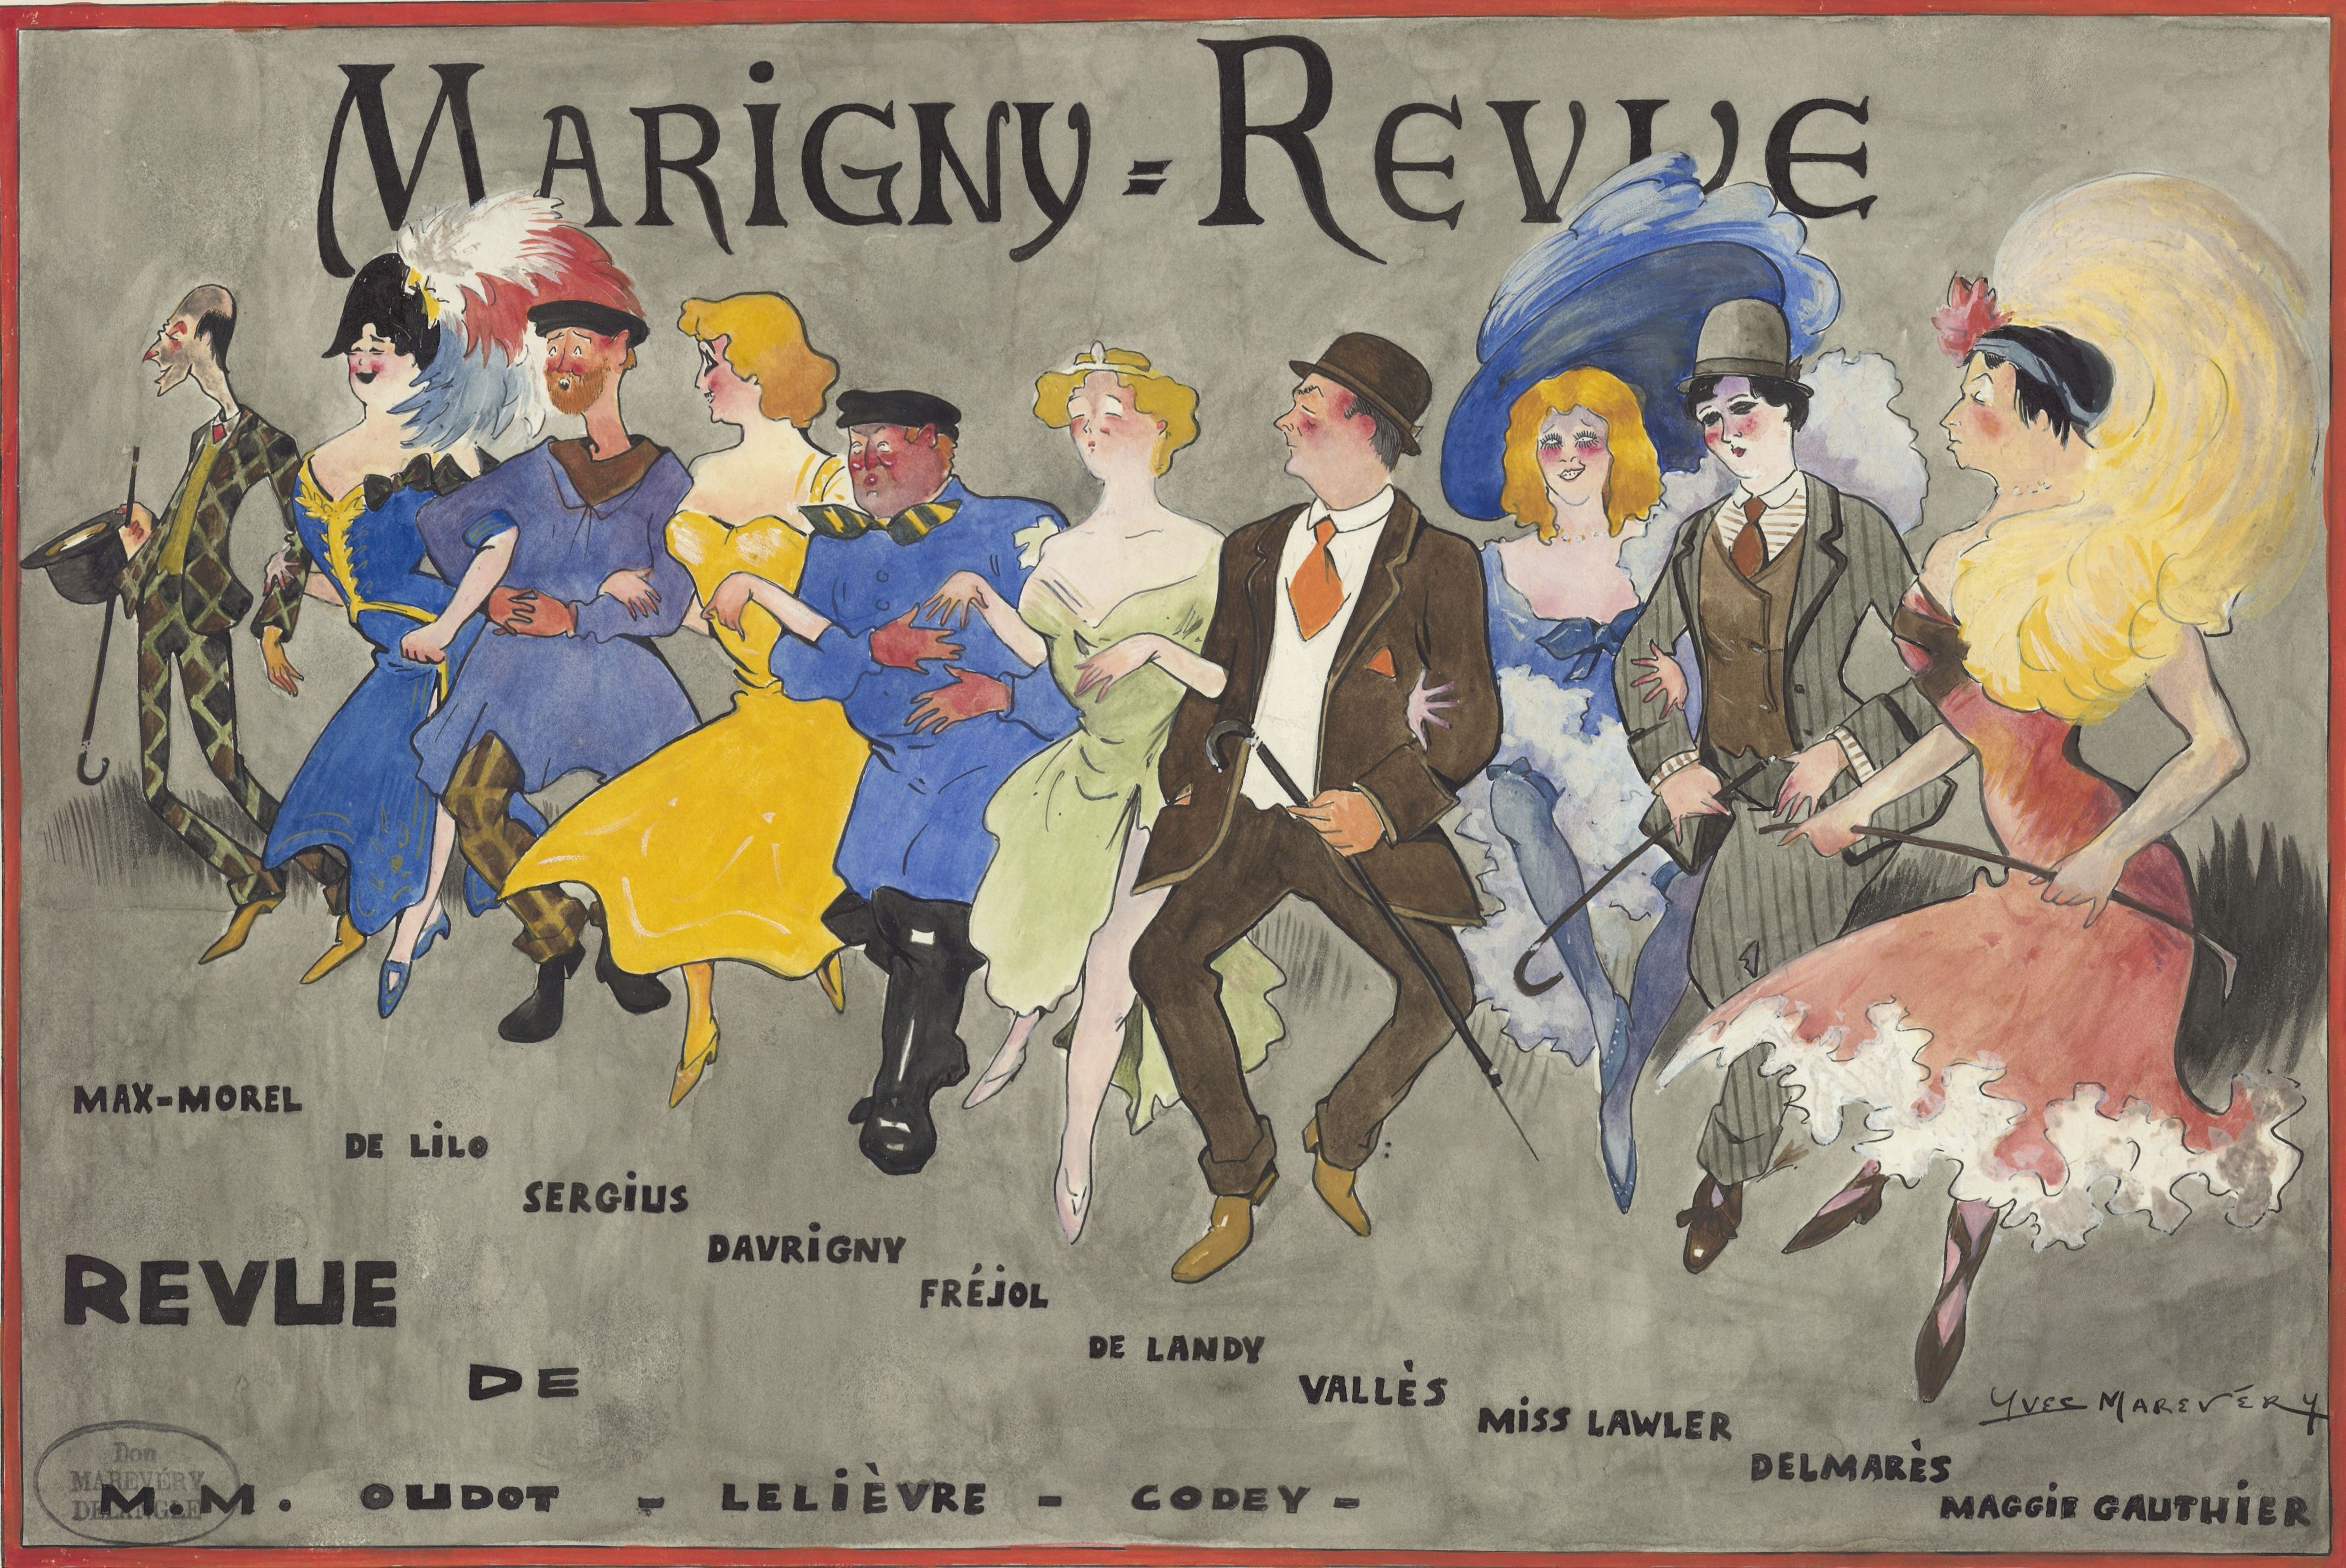 MARIGNY=REVUE
MAX-MOREL
DE LILO
SERGIUS
DAVRIGNY
FRÉJOL
DE LANDY
VALLÈS
MISS LAWLER
DELMARÈS
MAGGIE GAUTHIER
REVUE
DE
M.M. OUDOT - LELIÈVRE - CODEY -
YVES MAREVÉRY
Don
MAREVÉRY
DELANGLE